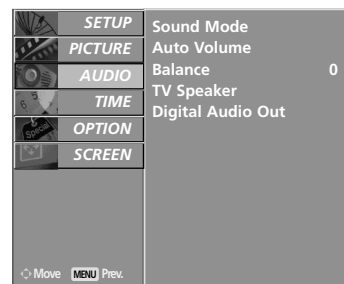 SETUP
PICTURE
AUDIO
TIME
OPTION
SCREEN
Sound Mode
Auto Volume
Balance 0
TV Speaker
Digital Audio Out
Special
Move MENU Prev.